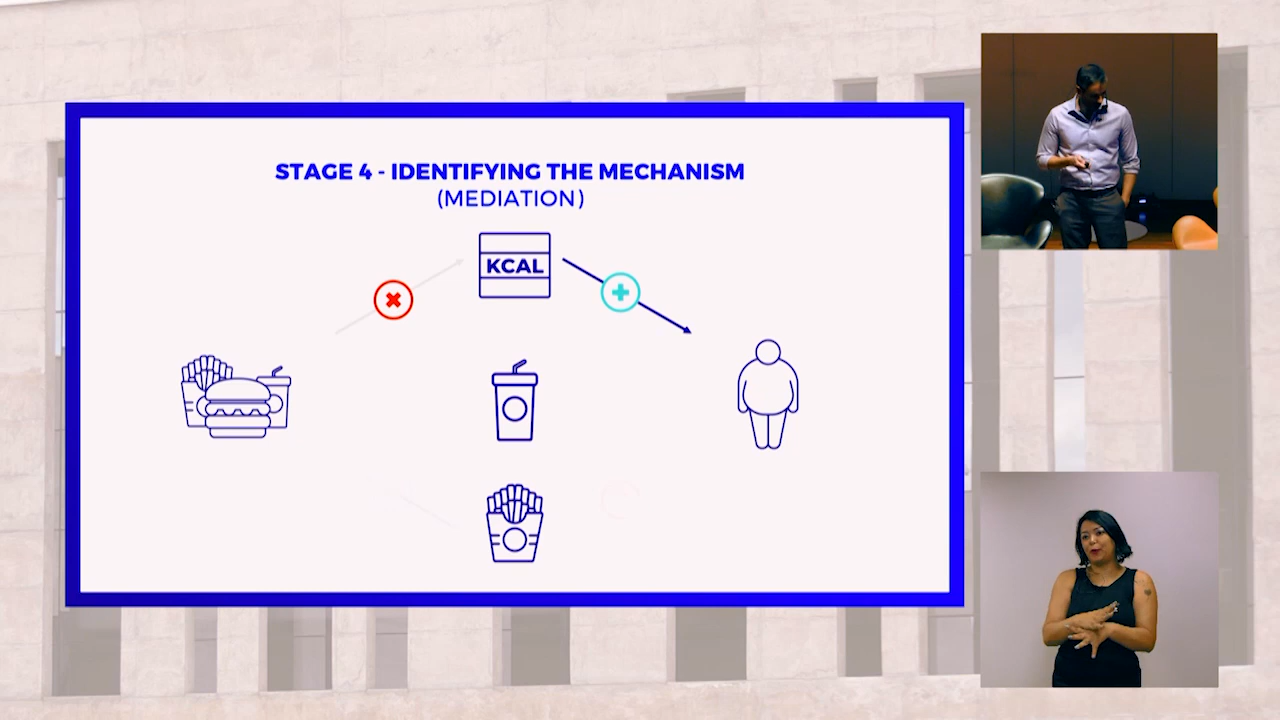 STAGE 4 - IDENTIFYING THE MECHANISM
(MEDIATION)
KCAL